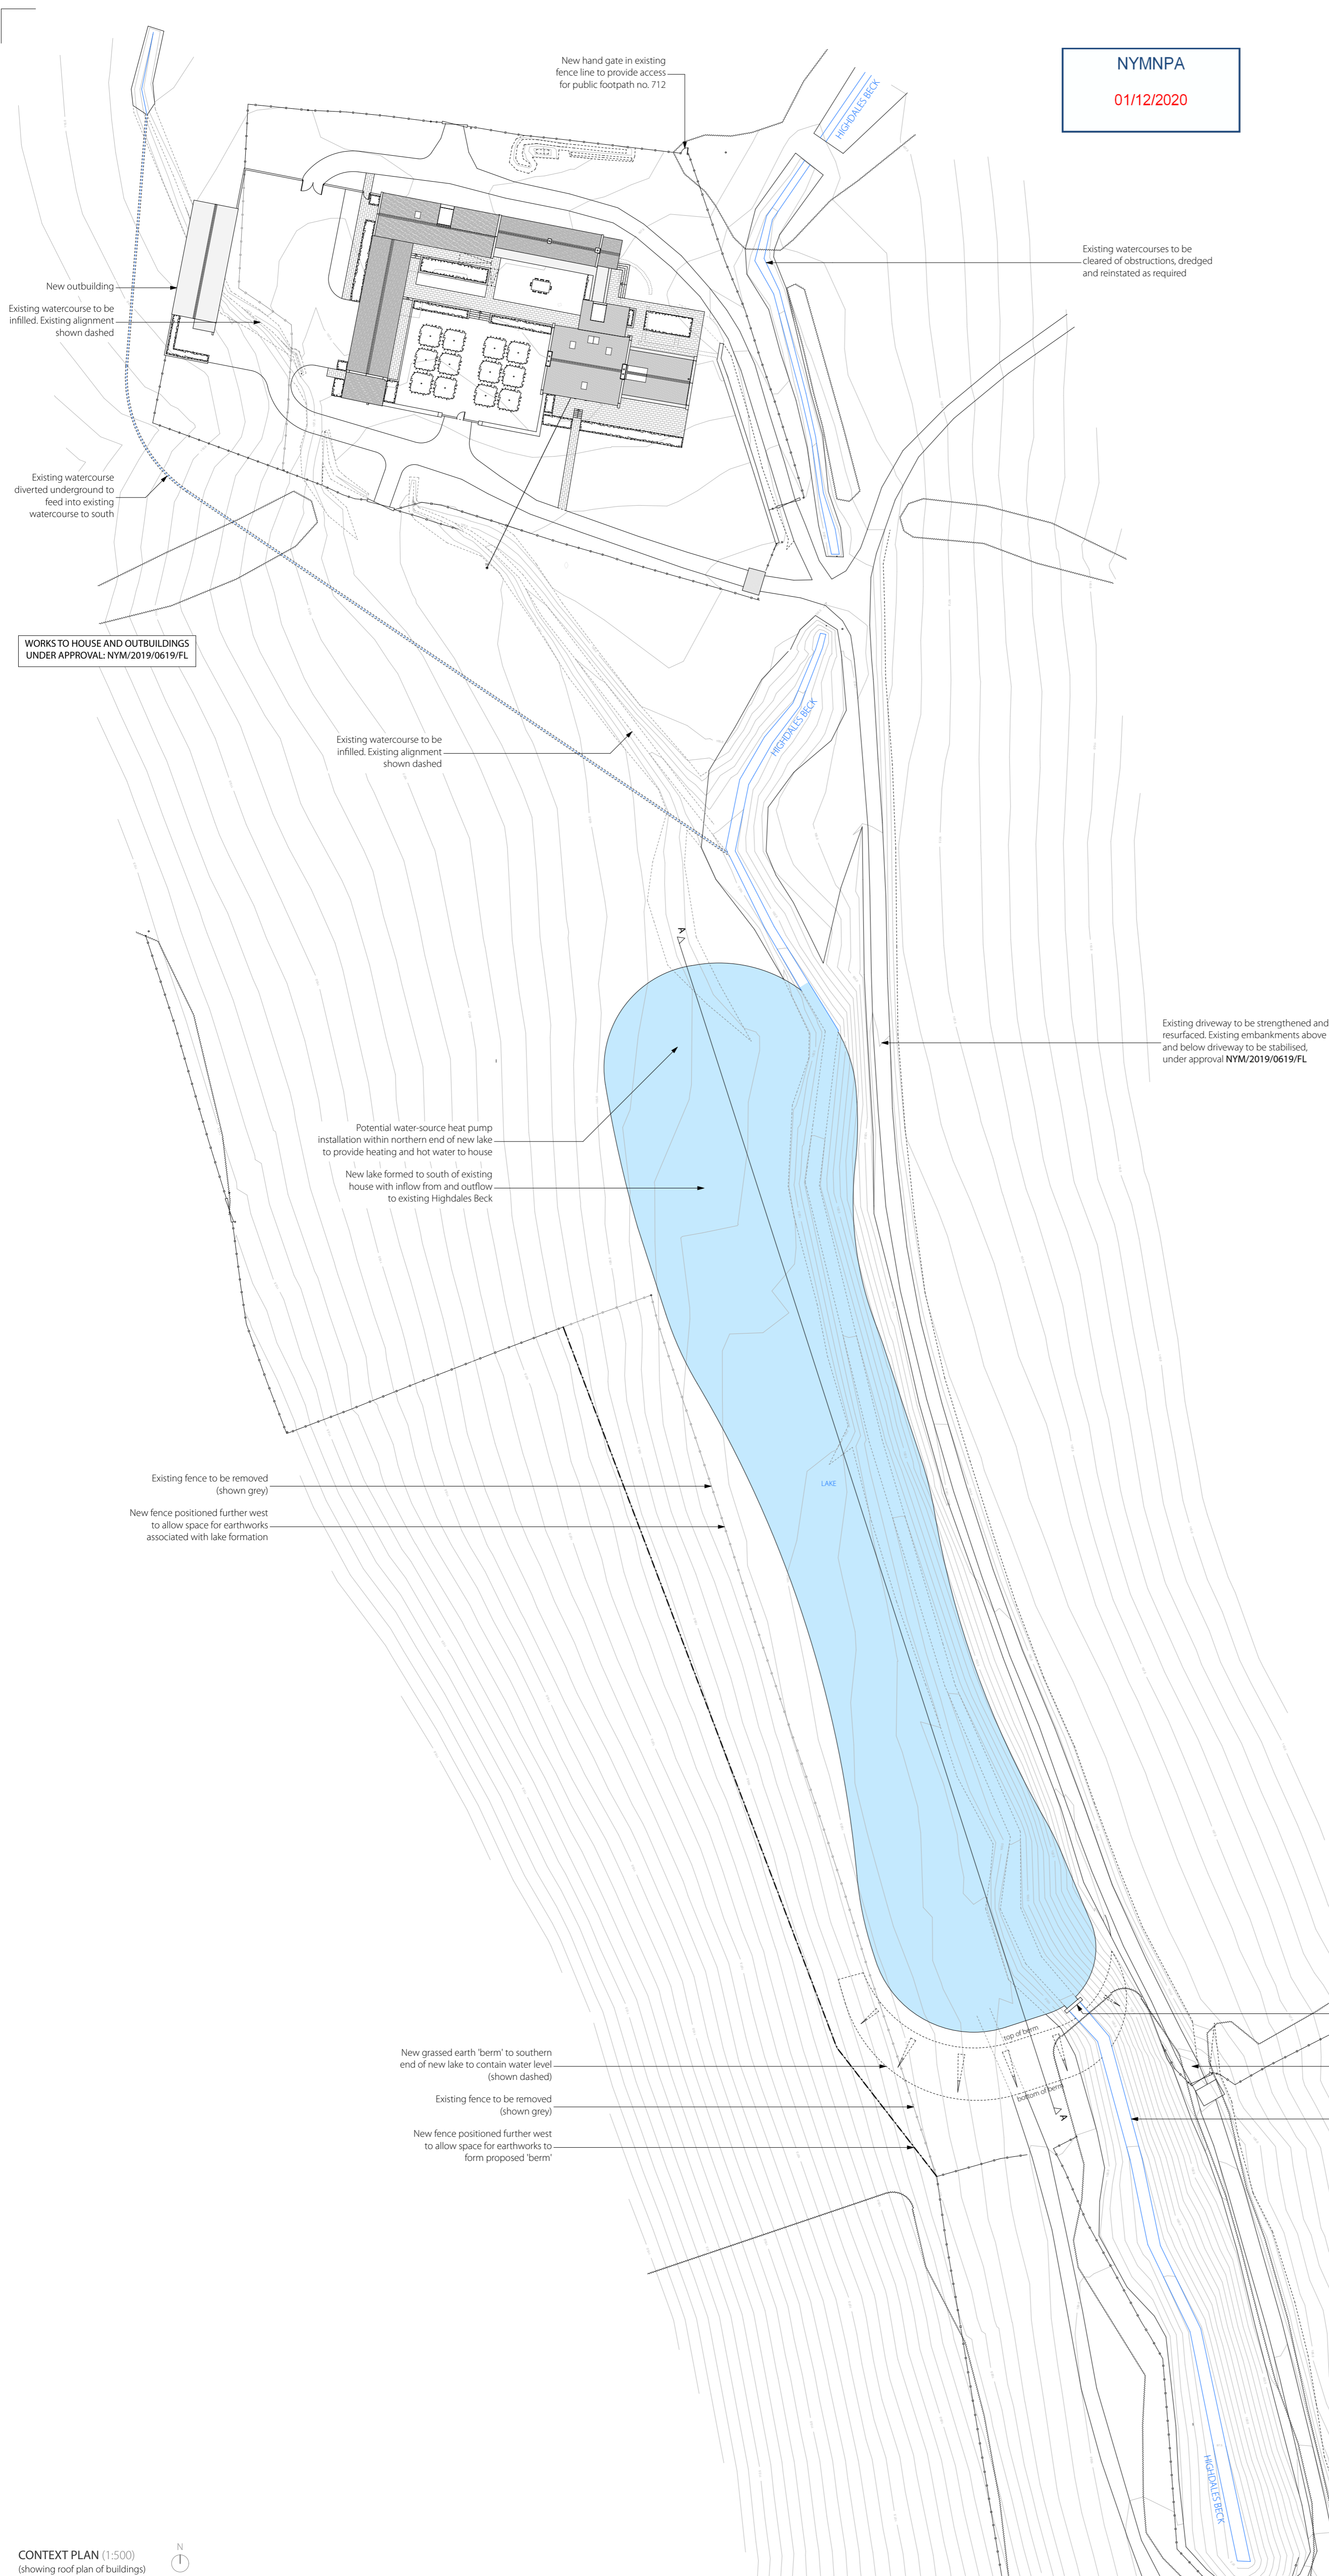 NYMNPA
01/12/2020
New hand gate in existing
fence line to provide access
for public footpath no. 712
HIGHDALES BECK
Existing watercourses to be
cleared of obstructions, dredged
and reinstated as required
New outbuilding
Existing watercourse to be
infilled. Existing alignment
shown dashed
Existing watercourse
diverted underground to
feed into existing
watercourse to south
WORKS TO HOUSE AND OUTBUILDINGS
UNDER APPROVAL: NYM/2019/0619/FL
HIGHDALES BECK
Existing watercourse to be
infilled. Existing alignment
shown dashed
A
Existing driveway to be strengthened and
resurfaced. Existing embankments above
and below driveway to be stabilised,
under approval NYM/2019/0619/FL
Potential water-source heat pump
installation within northern end of new lake
to provide heating and hot water to house
New lake formed to south of existing
house with inflow from and outflow
to existing Highdales Beck
LAKE
Existing fence to be removed
(shown grey)
New fence positioned further west
to allow space for earthworks
associated with lake formation
top of berm
bottom of berm
A
New grassed earth 'berm' to southern
end of new lake to contain water level
(shown dashed)
Existing fence to be removed
(shown grey)
New fence positioned further west
to allow space for earthworks to
form proposed 'berm'
HIGHDALES BECK
CONTEXT PLAN (1:500)
(showing roof plan of buildings)
N